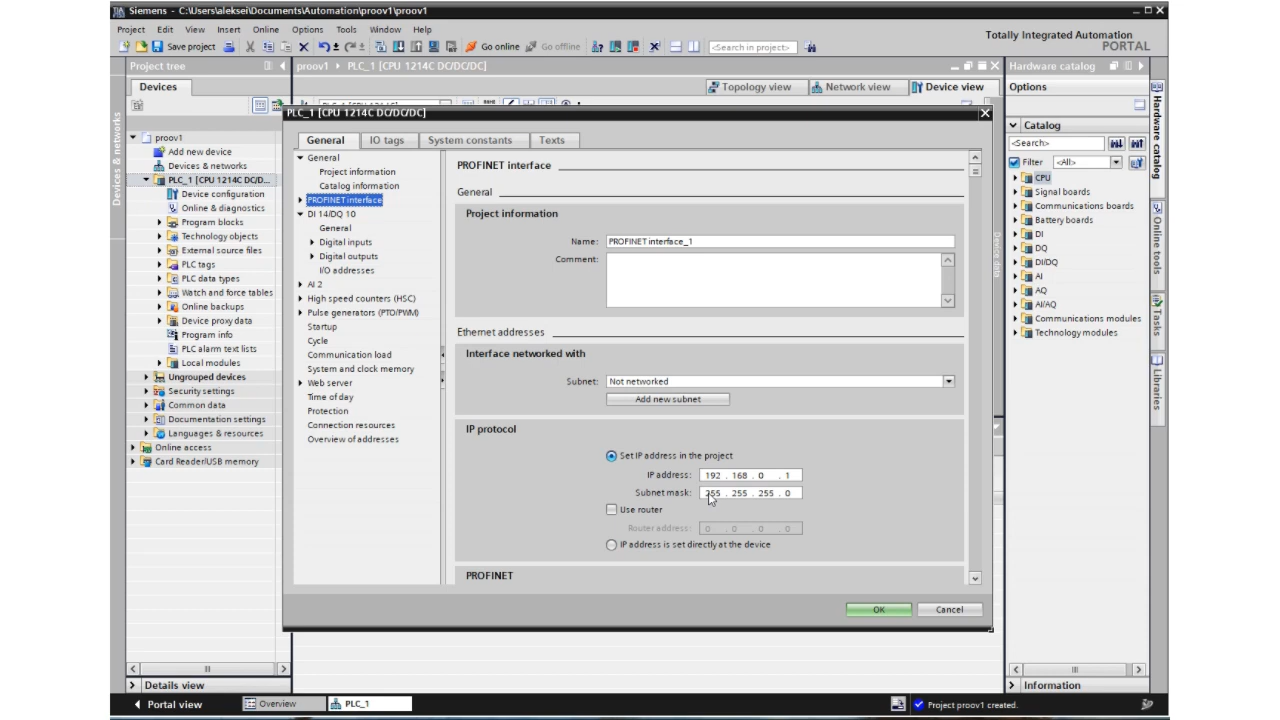 Siemens - C:\Users\aleksei\Documents\Automation\proov1\proov1
Project Edit View Insert Online Options Tools Window Help
Totally Integrated Automation
PORTAL
Save project Go online Go offline <Search in project>
Project tree
proov1 PLC_1 [CPU 1214C DC/DC/DC]
Hardware catalog
Devices
Topology view Network view Device view
Options
PLC_1 [CPU 1214C DC/DC/DC]
General IO tags System constants Texts
Devices & networks
proov1
Add new device
Devices & networks
PLC_1 [CPU 1214C DC/D...
Device configuration
Online & diagnostics
Program blocks
Technology objects
External source files
PLC tags
PLC data types
Watch and force tables
Online backups
Device proxy data
Program info
PLC alarm text lists
Local modules
Ungrouped devices
Security settings
Common data
Documentation settings
Languages & resources
Online access
Card Reader/USB memory
General
Project information
Catalog information
PROFINET interface
DI 14/DQ 10
General
Digital inputs
Digital outputs
I/O addresses
AI 2
High speed counters (HSC)
Pulse generators (PTO/PWM)
Startup
Cycle
Communication load
System and clock memory
Web server
Time of day
Protection
Connection resources
Overview of addresses
PROFINET interface
General
Project information
Name: PROFINET interface_1
Comment:
Ethernet addresses
Interface networked with
Subnet: Not networked
Add new subnet
IP protocol
Set IP address in the project
IP address: 192 . 168 . 0 . 1
Subnet mask: 255 . 255 . 255 . 0
Use router
Router address: 0 . 0 . 0 . 0
IP address is set directly at the device
PROFINET
OK Cancel
Device data
Catalog
<Search>
Filter <All>
CPU
Signal boards
Communications boards
Battery boards
DI
DQ
DI/DQ
AI
AQ
AI/AQ
Communications modules
Technology modules
Hardware catalog
Online tools
Tasks
Libraries
Details view
Information
Portal view Overview PLC_1
Project proov1 created.